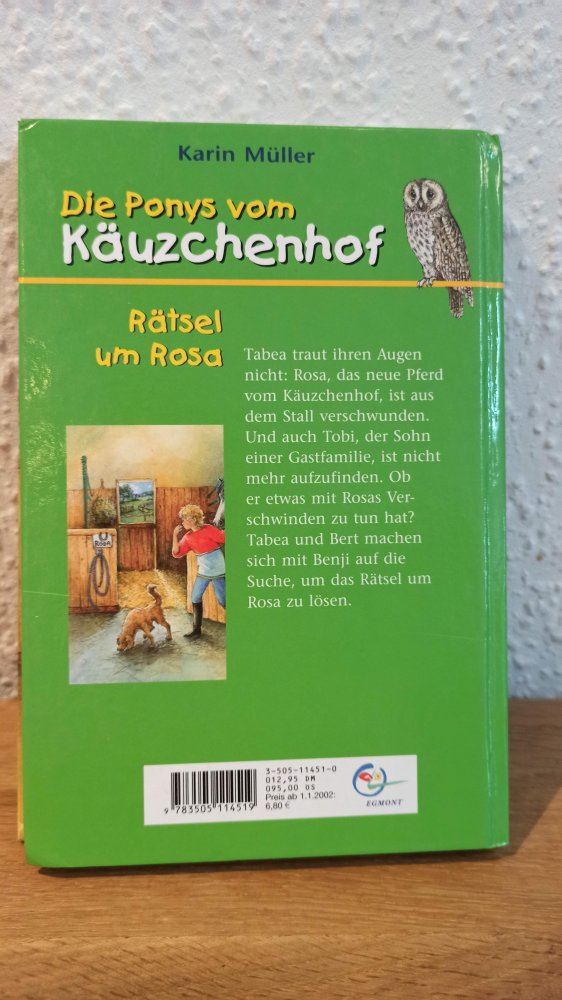 Karin Müller
Die Ponys vom
Käuzchenhof
Rätsel
um Rosa
Tabea traut ihren Augen
nicht: Rosa, das neue Pferd
vom Käuzchenhof, ist aus
dem Stall verschwunden.
Und auch Tobi, der Sohn
einer Gastfamilie, ist nicht
mehr aufzufinden. Ob
er etwas mit Rosas Ver-
schwinden zu tun hat?
Tabea und Bert machen
sich mit Benji auf die
Suche, um das Rätsel um
Rosa zu lösen.
ROSA
3-505-11451-0
012,95 DM
095,00 ÖS
Preis ab 1.1.2002:
6,80 €
9 783505 114519
EGMONT